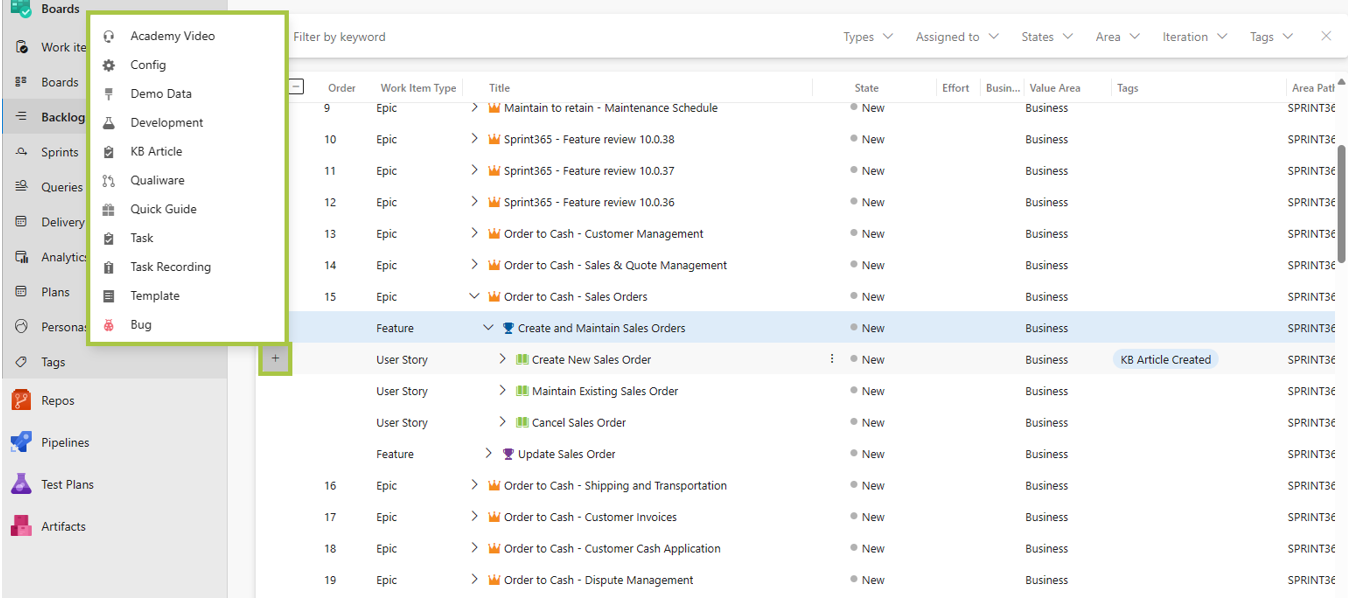 Boards
Work ite
Boards
Backlog
Sprints
Queries
Delivery
Analytics
Plans
Personas
Tags
Repos
Pipelines
Test Plans
Artifacts
Academy Video
Config
Demo Data
Development
KB Article
Qualiware
Quick Guide
Task
Task Recording
Template
Bug
Filter by keyword Types Assigned to States Area Iteration Tags
Order Work Item Type Title State Effort Busin... Value Area Tags Area Path
9 Epic Maintain to retain - Maintenance Schedule New Business SPRINT36
10 Epic Sprint365 - Feature review 10.0.38 New Business SPRINT36
11 Epic Sprint365 - Feature review 10.0.37 New Business SPRINT36
12 Epic Sprint365 - Feature review 10.0.36 New Business SPRINT36
13 Epic Order to Cash - Customer Management New Business SPRINT36
14 Epic Order to Cash - Sales & Quote Management New Business SPRINT36
15 Epic Order to Cash - Sales Orders New Business SPRINT36
Feature Create and Maintain Sales Orders New Business SPRINT36
+ User Story Create New Sales Order New Business KB Article Created SPRINT36
User Story Maintain Existing Sales Order New Business SPRINT36
User Story Cancel Sales Order New Business SPRINT36
Feature Update Sales Order New Business SPRINT36
16 Epic Order to Cash - Shipping and Transportation New Business SPRINT36
17 Epic Order to Cash - Customer Invoices New Business SPRINT36
18 Epic Order to Cash - Customer Cash Application New Business SPRINT36
19 Epic Order to Cash - Dispute Management New Business SPRINT36